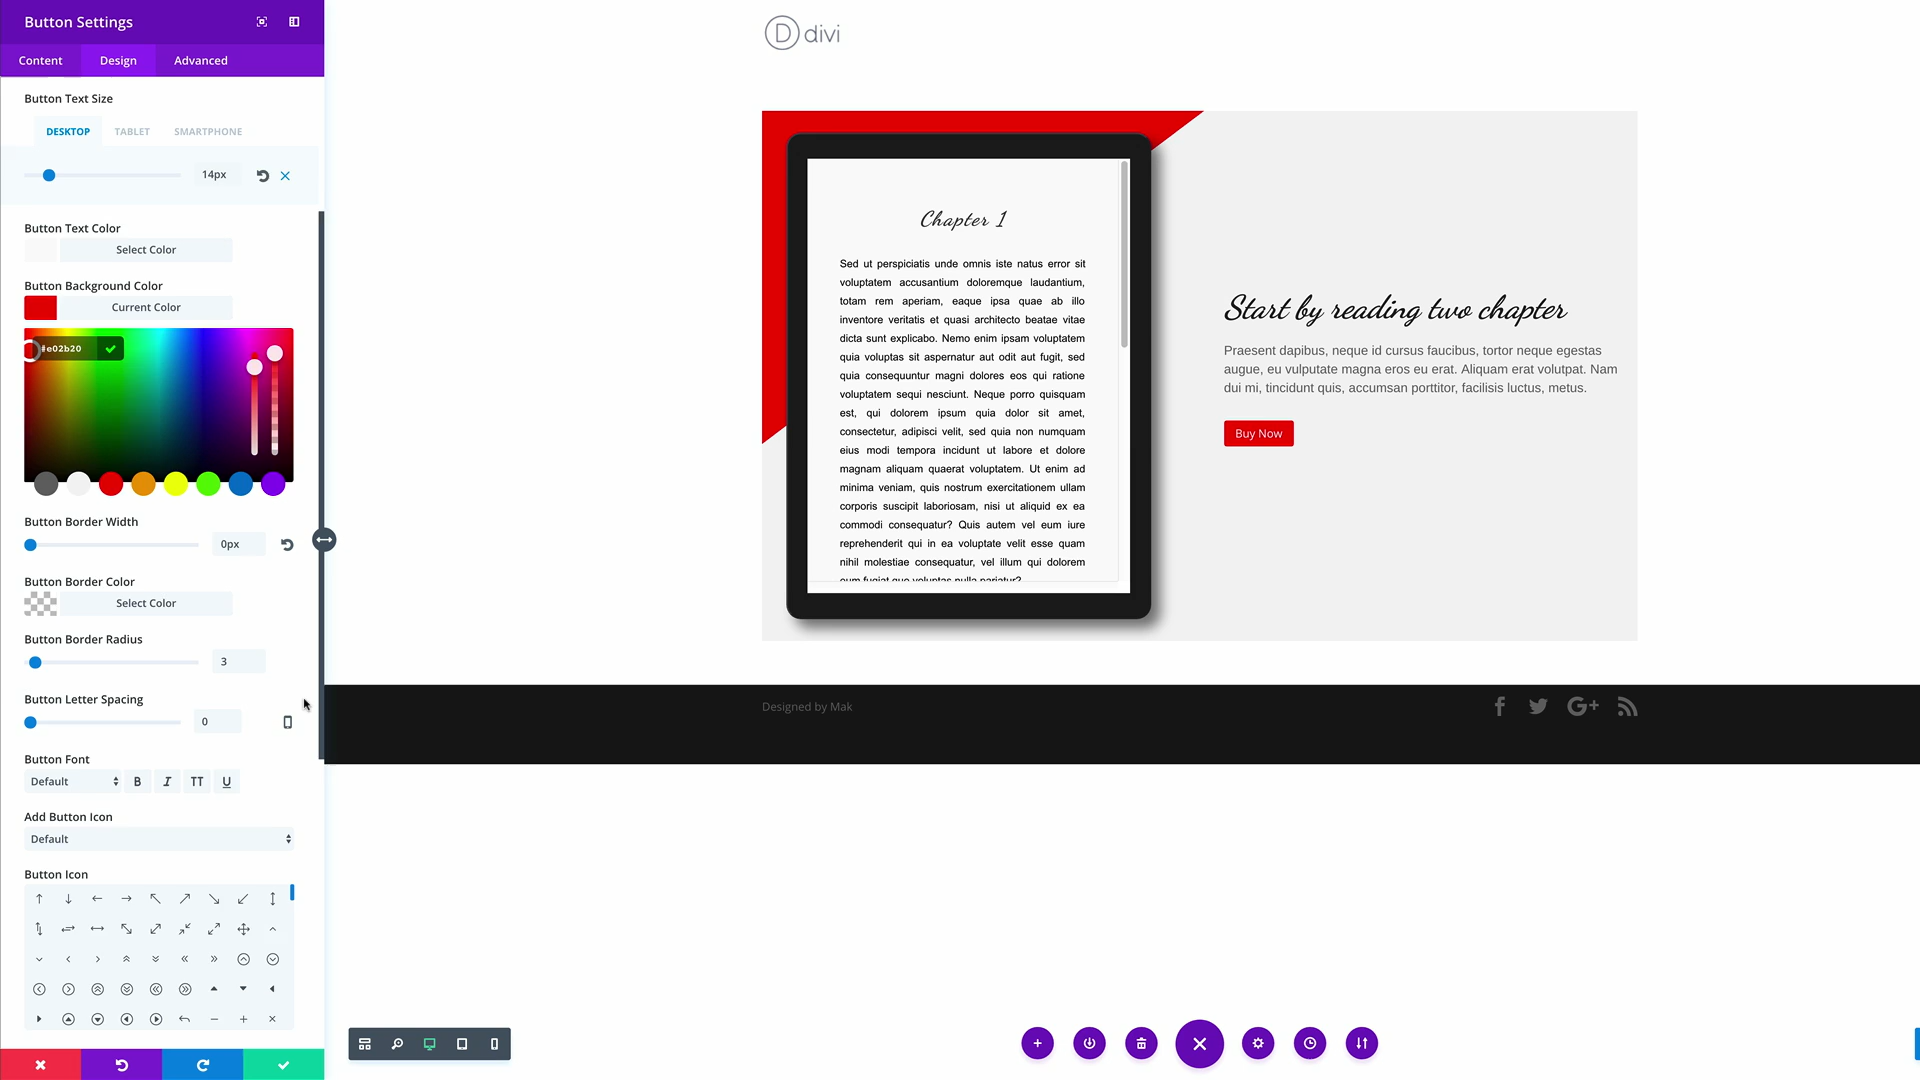 Button Settings
Content
Design
Advanced
Button Text Size
DESKTOP
TABLET
SMARTPHONE
14px
Button Text Color
Select Color
Button Background Color
Current Color
#e02b20
Button Border Width
0px
Button Border Color
Select Color
Button Border Radius
3
Button Letter Spacing
0
Button Font
Default
B
I
TT
U
Add Button Icon
Default
Button Icon
D divi
Chapter 1
Sed ut perspiciatis unde omnis iste natus error sit
voluptatem accusantium doloremque laudantium,
totam rem aperiam, eaque ipsa quae ab illo
inventore veritatis et quasi architecto beatae vitae
dicta sunt explicabo. Nemo enim ipsam voluptatem
quia voluptas sit aspernatur aut odit aut fugit, sed
quia consequuntur magni dolores eos qui ratione
voluptatem sequi nesciunt. Neque porro quisquam
est, qui dolorem ipsum quia dolor sit amet,
consectetur, adipisci velit, sed quia non numquam
eius modi tempora incidunt ut labore et dolore
magnam aliquam quaerat voluptatem. Ut enim ad
minima veniam, quis nostrum exercitationem ullam
corporis suscipit laboriosam, nisi ut aliquid ex ea
commodi consequatur? Quis autem vel eum iure
reprehenderit qui in ea voluptate velit esse quam
nihil molestiae consequatur, vel illum qui dolorem
eum fugiat quo voluptas nulla pariatur?
Start by reading two chapter
Praesent dapibus, neque id cursus faucibus, tortor neque egestas
augue, eu vulputate magna eros eu erat. Aliquam erat volutpat. Nam
dui mi, tincidunt quis, accumsan porttitor, facilisis luctus, metus.
Buy Now
Designed by Mak